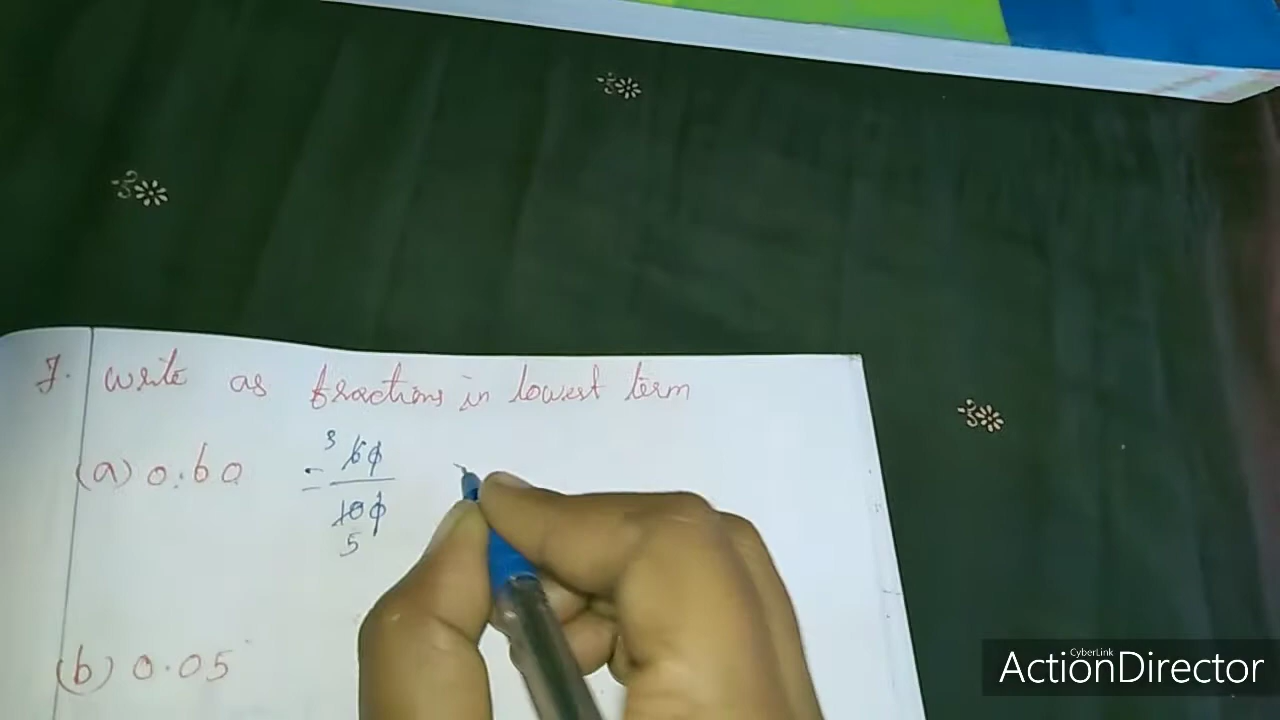 7. Write as fractions in lowest term
(a) 0.60 = 60/100
3
5
(b) 0.05
CyberLink
ActionDirector